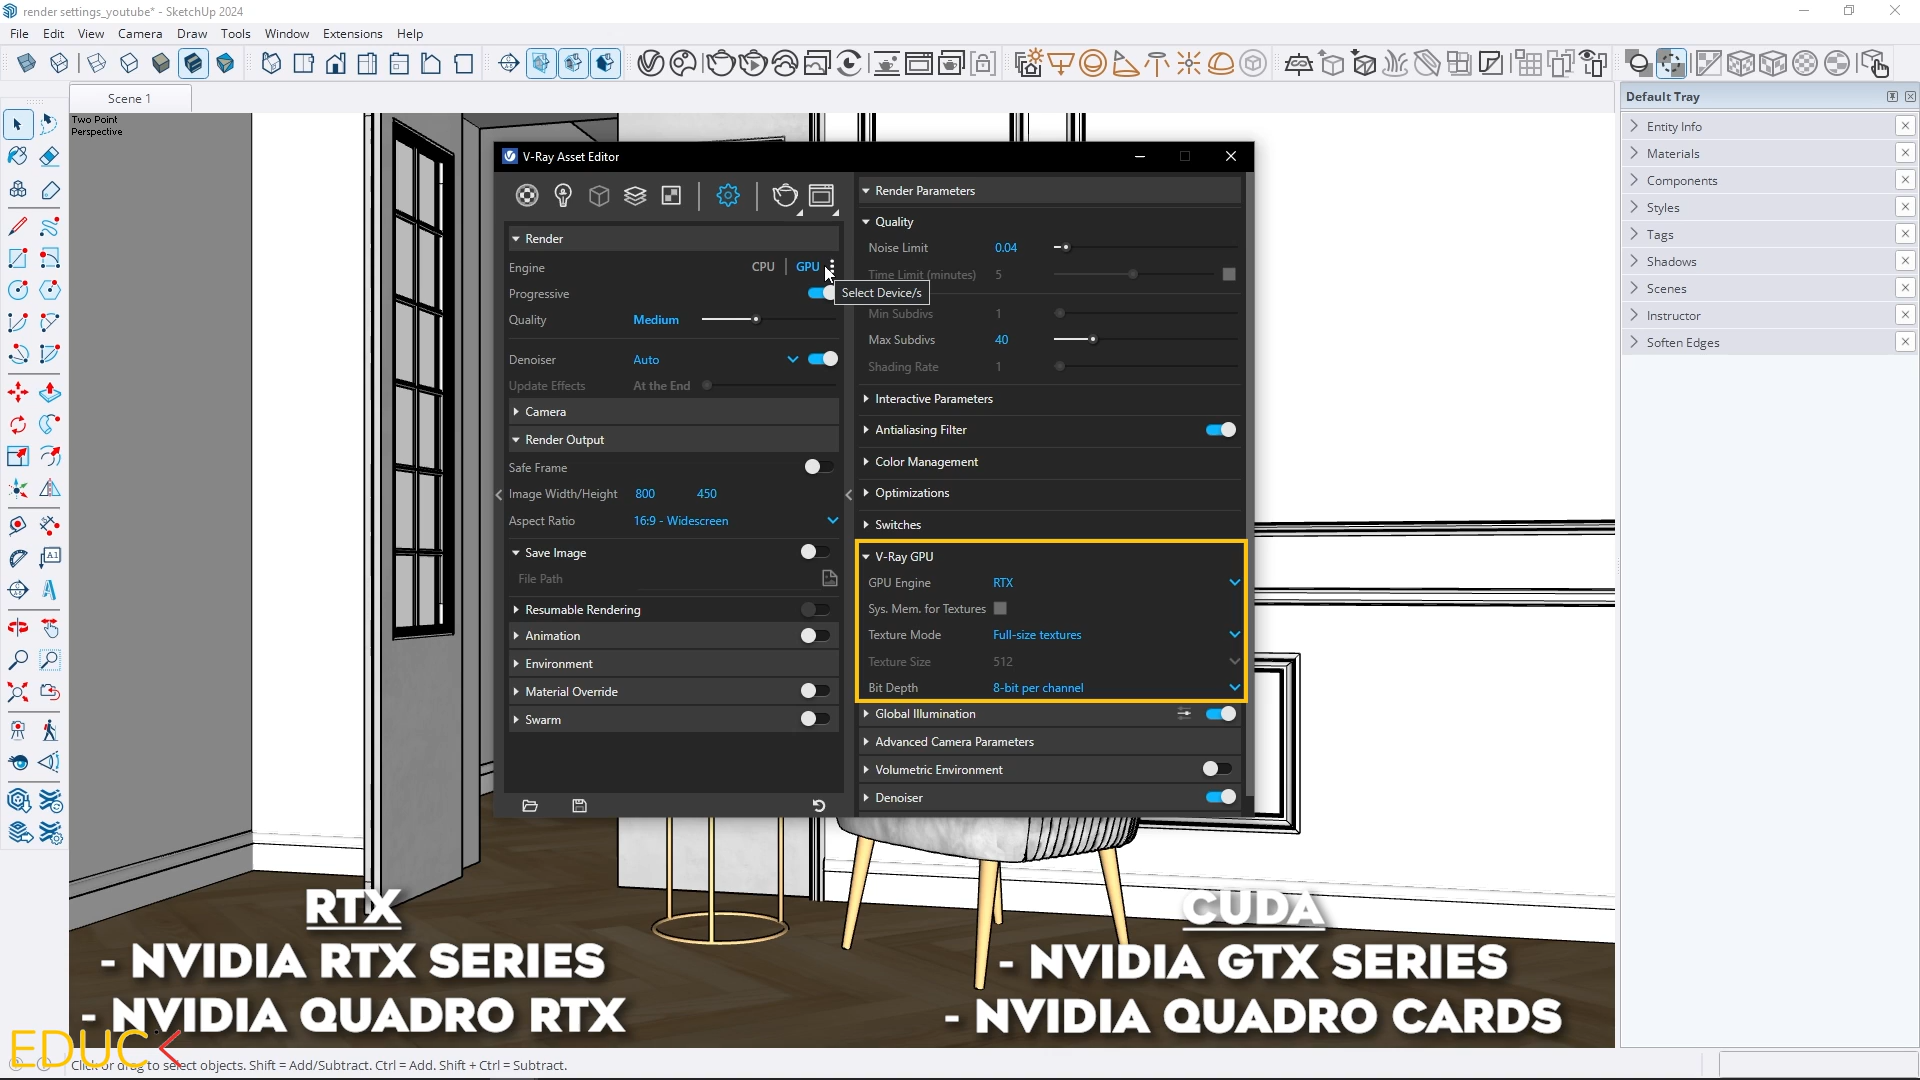 render settings_youtube* - SketchUp 2024
File Edit View Camera Draw Tools Window Extensions Help
Scene 1
Two Point
Perspective
V-Ray Asset Editor
Render
Engine CPU GPU
Select Device/s
Progressive
Quality Medium
Denoiser Auto
Update Effects At the End
Camera
Render Output
Safe Frame
Image Width/Height 800 450
Aspect Ratio 16:9 - Widescreen
Save Image
File Path
Resumable Rendering
Animation
Environment
Material Override
Swarm
Render Parameters
Quality
Noise Limit 0.04
Time Limit (minutes) 5
Min Subdivs 1
Max Subdivs 40
Shading Rate 1
Interactive Parameters
Antialiasing Filter
Color Management
Optimizations
Switches
V-Ray GPU
GPU Engine RTX
Sys. Mem. for Textures
Texture Mode Full-size textures
Texture Size 512
Bit Depth 8-bit per channel
Global Illumination
Advanced Camera Parameters
Volumetric Environment
Denoiser
Default Tray
Entity Info
Materials
Components
Styles
Tags
Shadows
Scenes
Instructor
Soften Edges
RTX
- NVIDIA RTX SERIES
- NVIDIA QUADRO RTX
CUDA
- NVIDIA GTX SERIES
- NVIDIA QUADRO CARDS
EDUC
Click or drag to select objects. Shift = Add/Subtract. Ctrl = Add. Shift + Ctrl = Subtract.